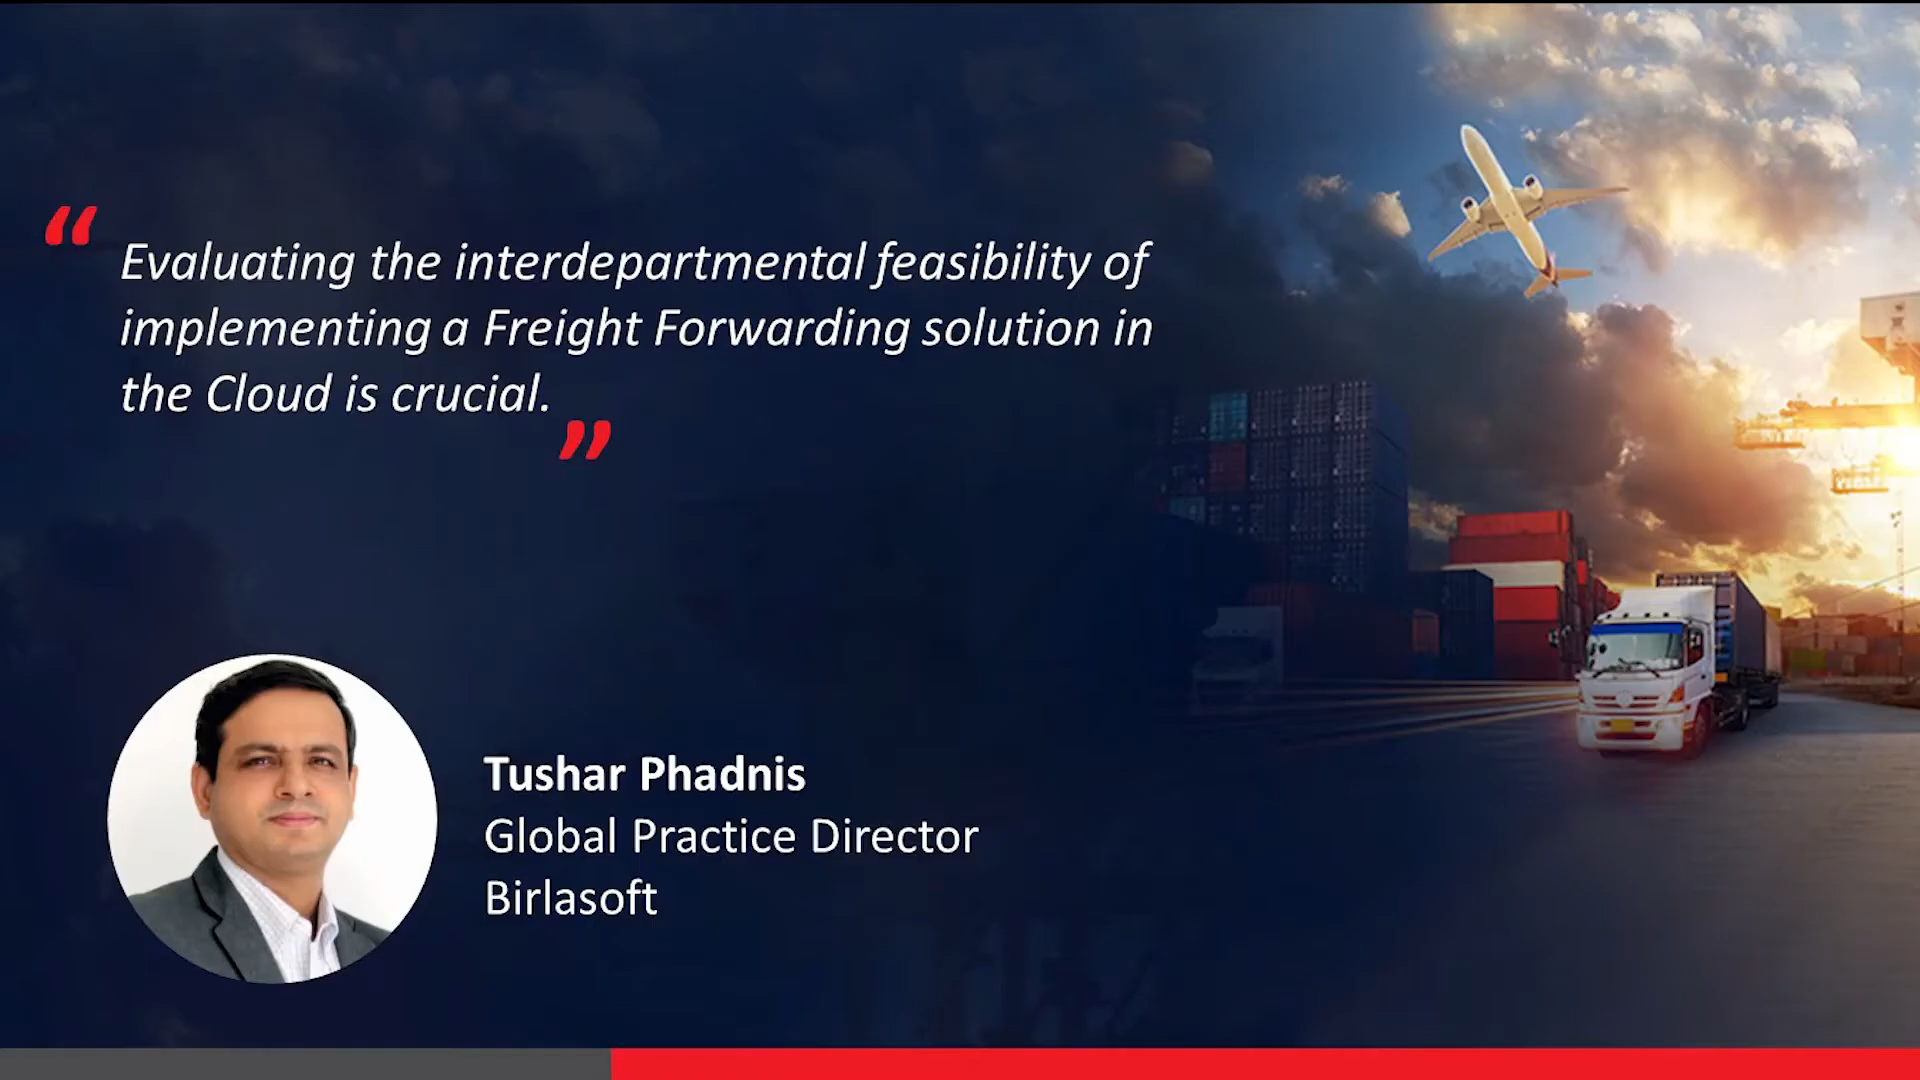 “
Evaluating the interdepartmental feasibility of
implementing a Freight Forwarding solution in
the Cloud is crucial.
”
Tushar Phadnis
Global Practice Director
Birlasoft